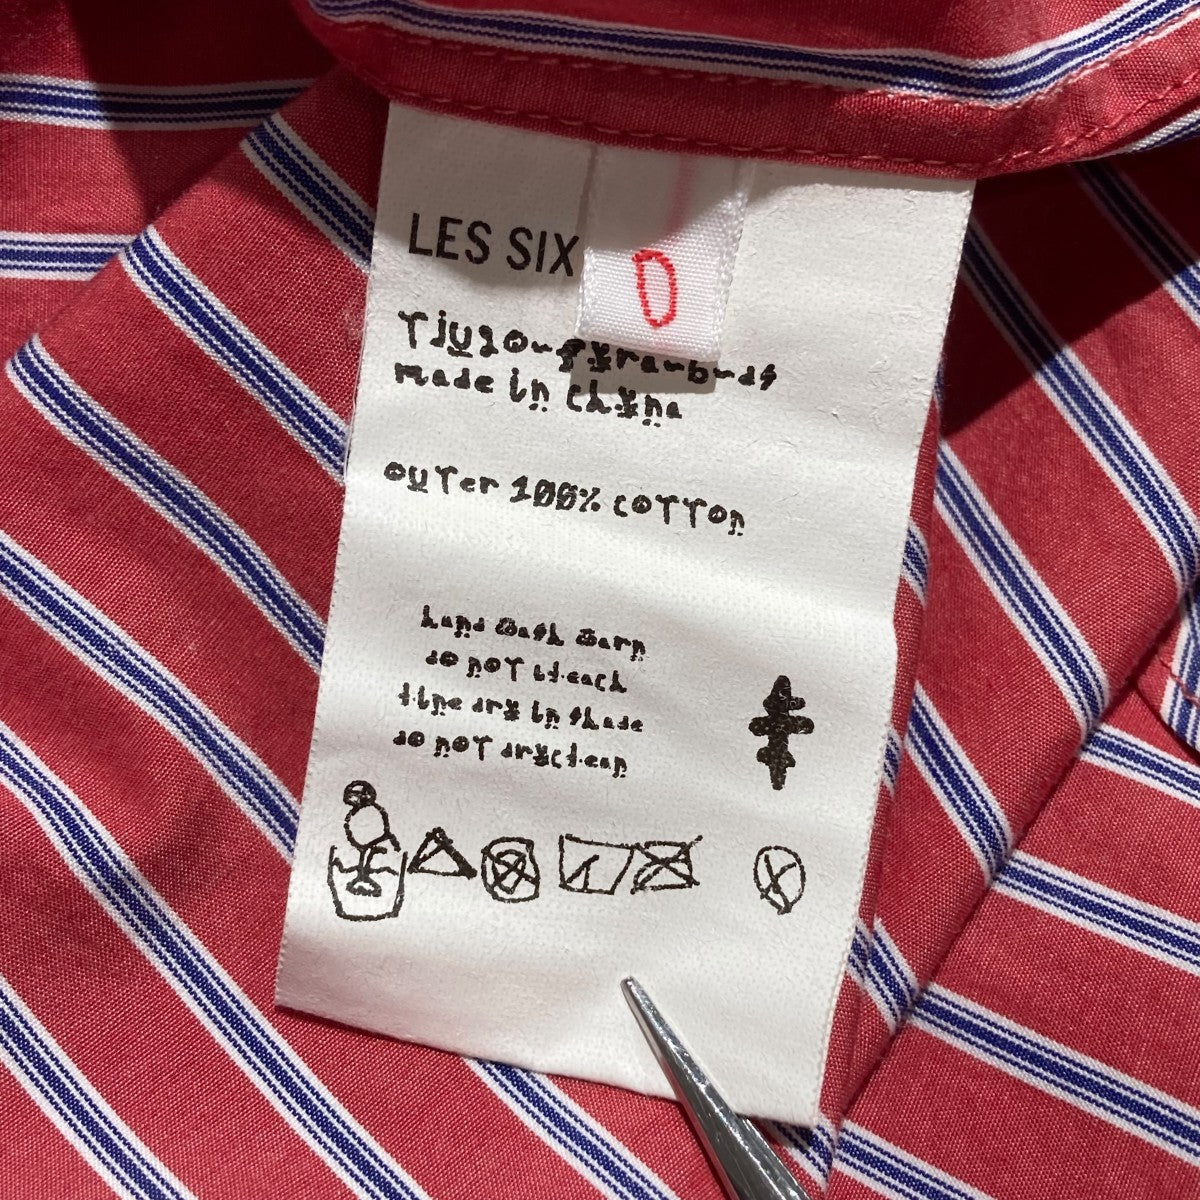 LES SIX
0
made in china
outer 100% cotton
hand wash warn
do not bleach
line dry in shade
do not dryclean